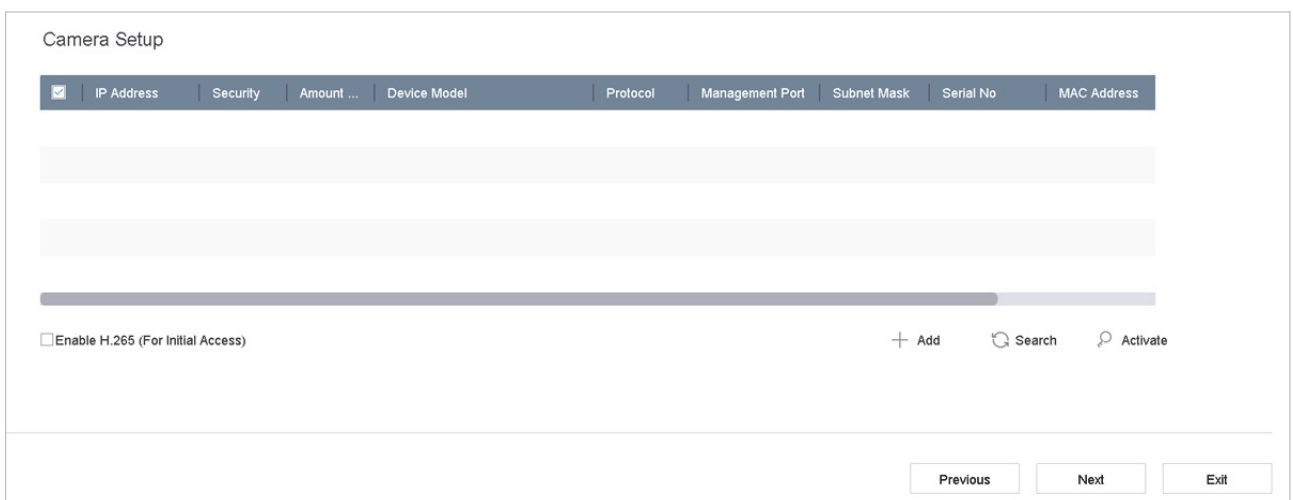 Camera Setup
IP Address Security Amount ... Device Model Protocol Management Port Subnet Mask Serial No MAC Address
Enable H.265 (For Initial Access) Add Search Activate
Previous Next Exit